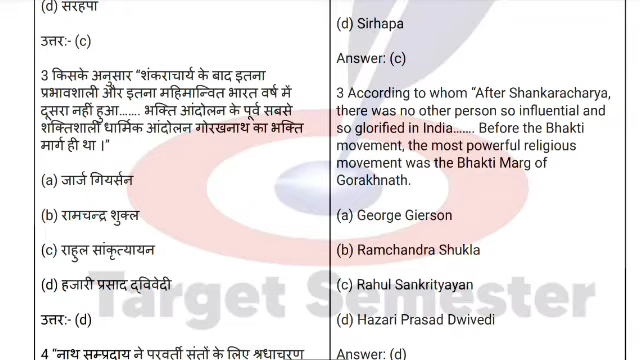 (d) सरहपा
उत्तर:- (c)
3 किसके अनुसार “शंकराचार्य के बाद इतना
प्रभावशाली और इतना महिमान्वित भारत वर्ष में
दूसरा नहीं हुआ....... भक्ति आंदोलन के पूर्व सबसे
शक्तिशाली धार्मिक आंदोलन गोरखनाथ का भक्ति
मार्ग ही था ।”
(a) जार्ज गियर्सन
(b) रामचन्द्र शुक्ल
(c) राहुल सांकृत्यायन
(d) हजारी प्रसाद द्विवेदी
उत्तर:- (d)
4 “नाथ सम्प्रदाय ने परवर्ती संतों के लिए श्रधाचरण
(d) Sirhapa
Answer: (c)
3 According to whom “After Shankaracharya,
there was no other person so influential and
so glorified in India....... Before the Bhakti
movement, the most powerful religious
movement was the Bhakti Marg of
Gorakhnath.
(a) George Gierson
(b) Ramchandra Shukla
(c) Rahul Sankrityayan
(d) Hazari Prasad Dwivedi
Answer: (d)
Target Semester